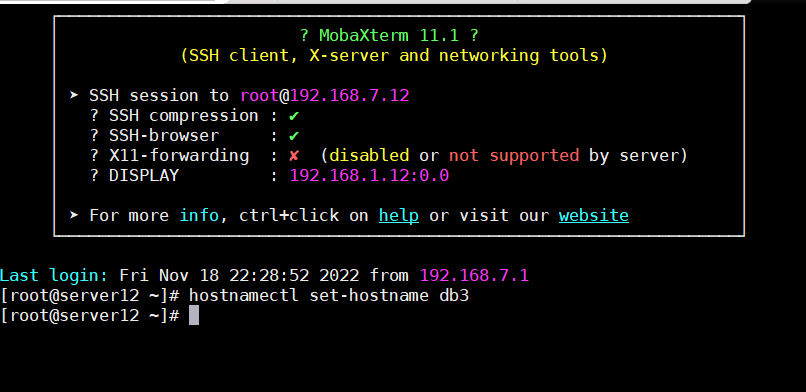 ? MobaXterm 11.1 ?
(SSH client, X-server and networking tools)
➤ SSH session to root@192.168.7.12
? SSH compression : ✔
? SSH-browser : ✔
? X11-forwarding : ✘ (disabled or not supported by server)
? DISPLAY : 192.168.1.12:0.0
➤ For more info, ctrl+click on help or visit our website
Last login: Fri Nov 18 22:28:52 2022 from 192.168.7.1
[root@server12 ~]# hostnamectl set-hostname db3
[root@server12 ~]#